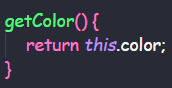 getColor() {
    return this.color;
}